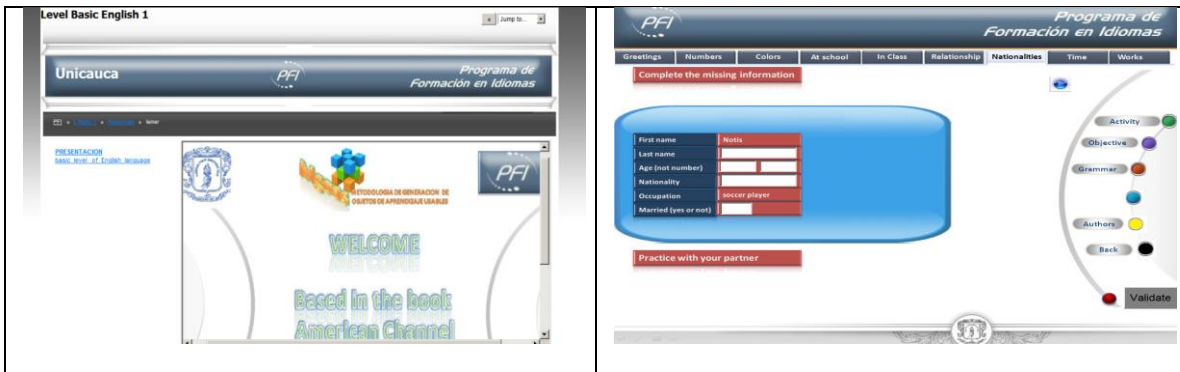 Level Basic English 1
Jump to...
Unicauca
PFI
Programa de
Formación en Idiomas
PRESENTACION
basic level of English language
METODOLOGIA DE GENERACION DE
OBJETOS DE APRENDIZAJE USABLES
PFI
WELCOME
Based in the book
American Channel
PFI
Programa de
Formación en Idiomas
Greetings
Numbers
Colors
At school
In Class
Relationship
Nationalities
Time
Works
Complete the missing information
First name
Notis
Last name
Age (not number)
Nationality
Occupation
soccer player
Married (yes or not)
Practice with your partner
Activity
Objective
Grammar
Authors
Back
Validate